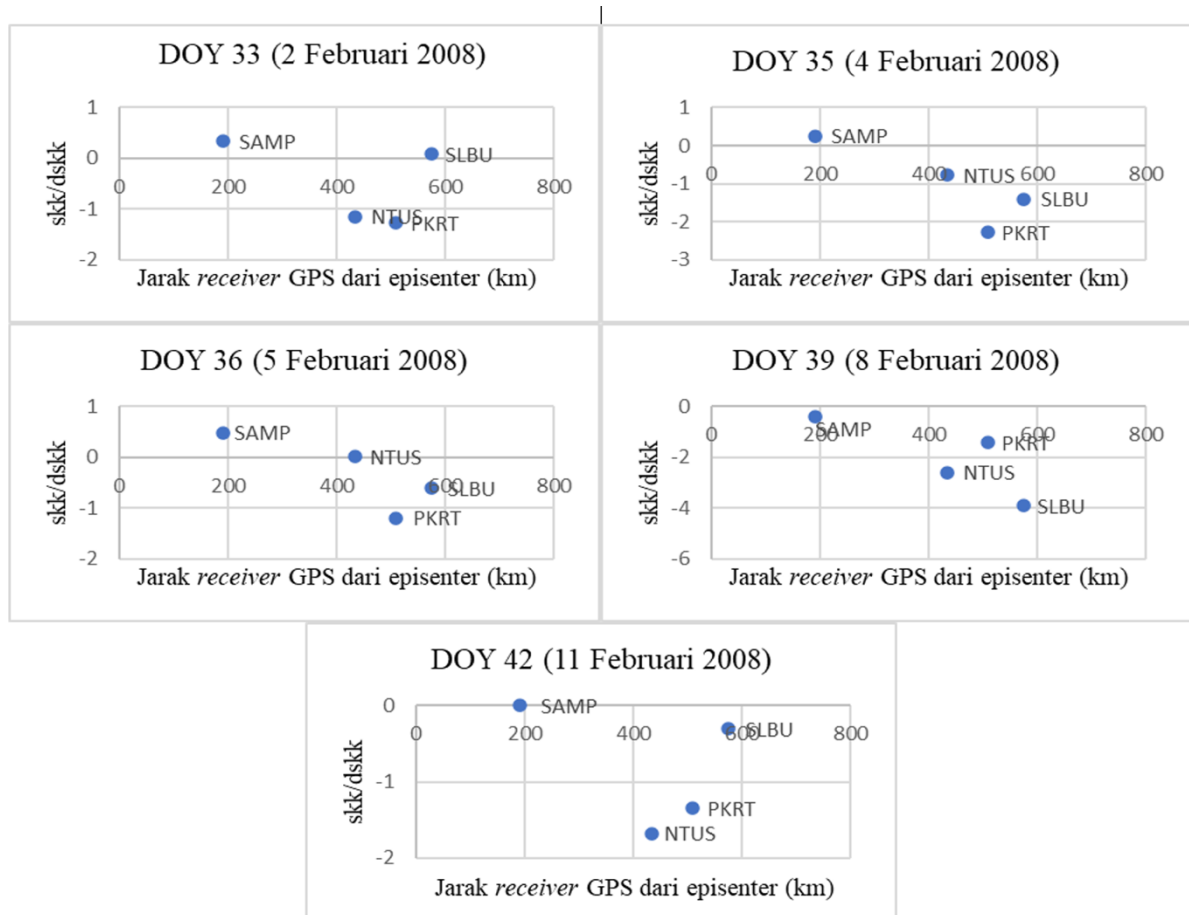 DOY 33 (2 Februari 2008)
skk/dskk
1
0
-1
-2
0
200
400
600
800
SAMP
SLBU
NTUS
PKRT
Jarak receiver GPS dari episenter (km)
DOY 35 (4 Februari 2008)
skk/dskk
1
0
-1
-2
-3
0
200
400
600
800
SAMP
NTUS
SLBU
PKRT
Jarak receiver GPS dari episenter (km)
DOY 36 (5 Februari 2008)
skk/dskk
1
0
-1
-2
0
200
400
600
800
SAMP
NTUS
SLBU
PKRT
Jarak receiver GPS dari episenter (km)
DOY 39 (8 Februari 2008)
skk/dskk
0
-2
-4
-6
0
200
400
600
800
SAMP
PKRT
NTUS
SLBU
Jarak receiver GPS dari episenter (km)
DOY 42 (11 Februari 2008)
skk/dskk
0
-1
-2
0
200
400
600
800
SAMP
SLBU
PKRT
NTUS
Jarak receiver GPS dari episenter (km)